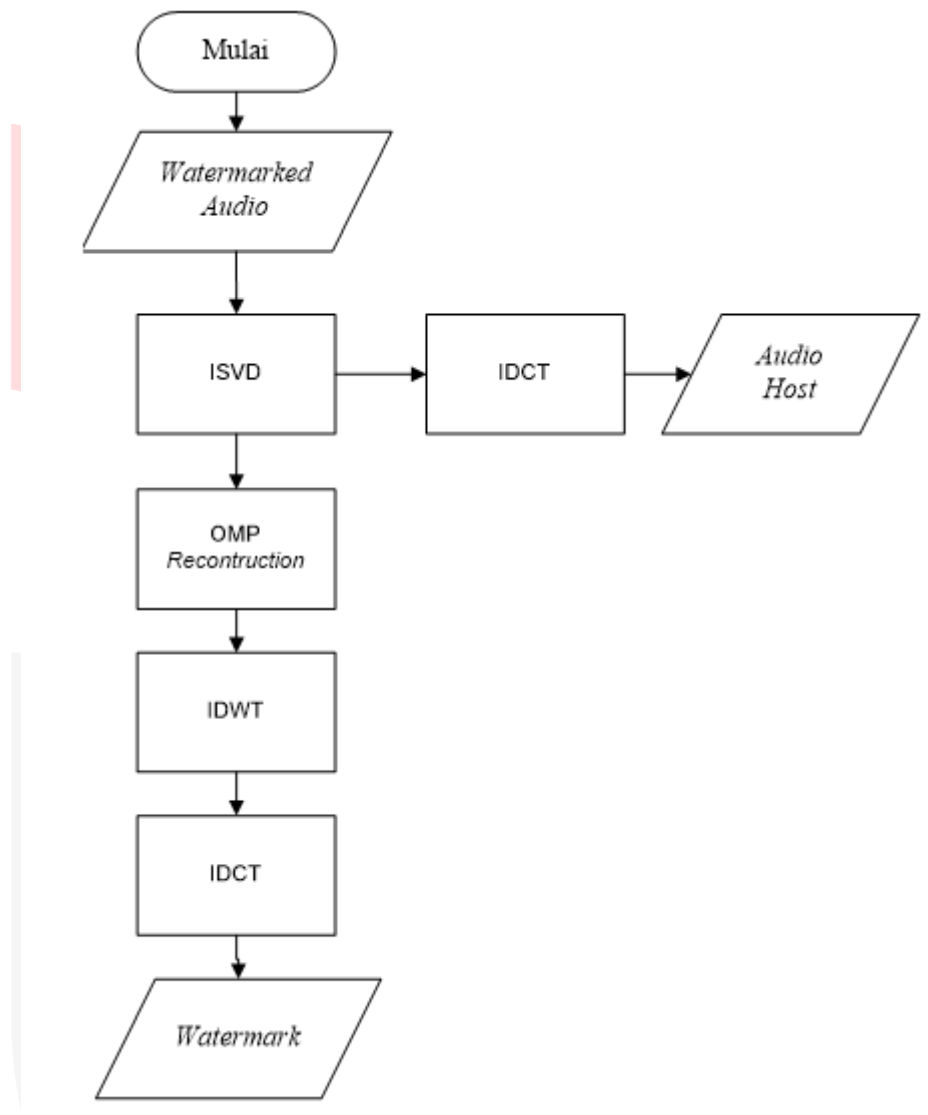 Mulai
Watermarked
Audio
ISVD
IDCT
Audio
Host
OMP
Recontruction
IDWT
IDCT
Watermark